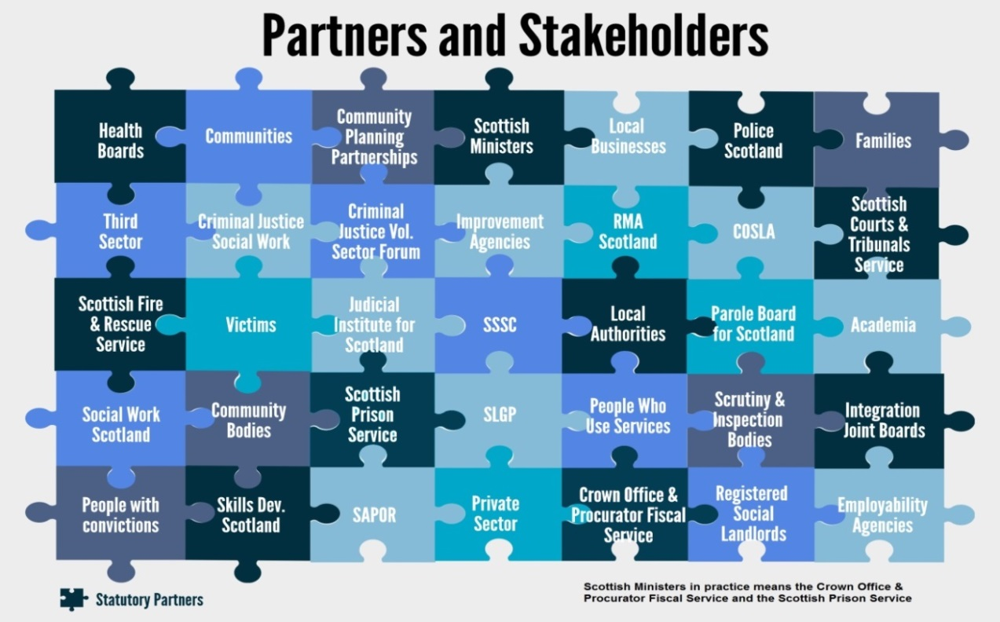 Partners and Stakeholders
Health
Boards
Communities
Community
Planning
Partnerships
Scottish
Ministers
Local
Businesses
Police
Scotland
Families
Third
Sector
Criminal Justice
Social Work
Criminal
Justice Vol.
Sector Forum
Improvement
Agencies
RMA
Scotland
COSLA
Scottish
Courts &
Tribunals
Service
Scottish Fire
& Rescue
Service
Victims
Judicial
Institute for
Scotland
SSSC
Local
Authorities
Parole Board
for Scotland
Academia
Social Work
Scotland
Community
Bodies
Scottish
Prison
Service
SLGP
People Who
Use Services
Scrutiny &
Inspection
Bodies
Integration
Joint Boards
People with
convictions
Skills Dev.
Scotland
SAPOR
Private
Sector
Crown Office &
Procurator Fiscal
Service
Registered
Social
Landlords
Employability
Agencies
Statutory Partners
Scottish Ministers in practice means the Crown Office &
Procurator Fiscal Service and the Scottish Prison Service